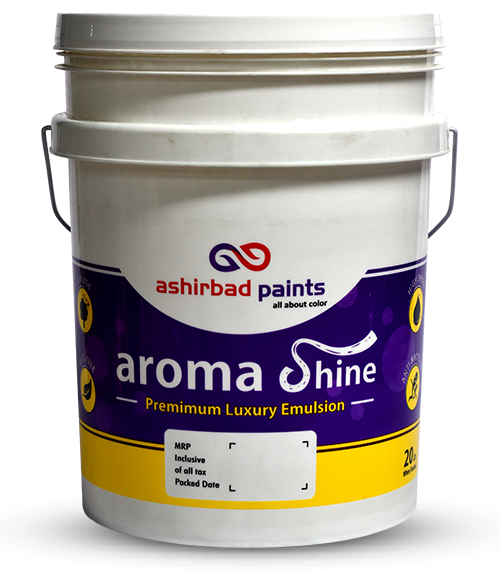 ashirbad paints
all about color
aroma Shine
Premimum Luxury Emulsion
MRP
Inclusive
of all tax
Packed Date
20